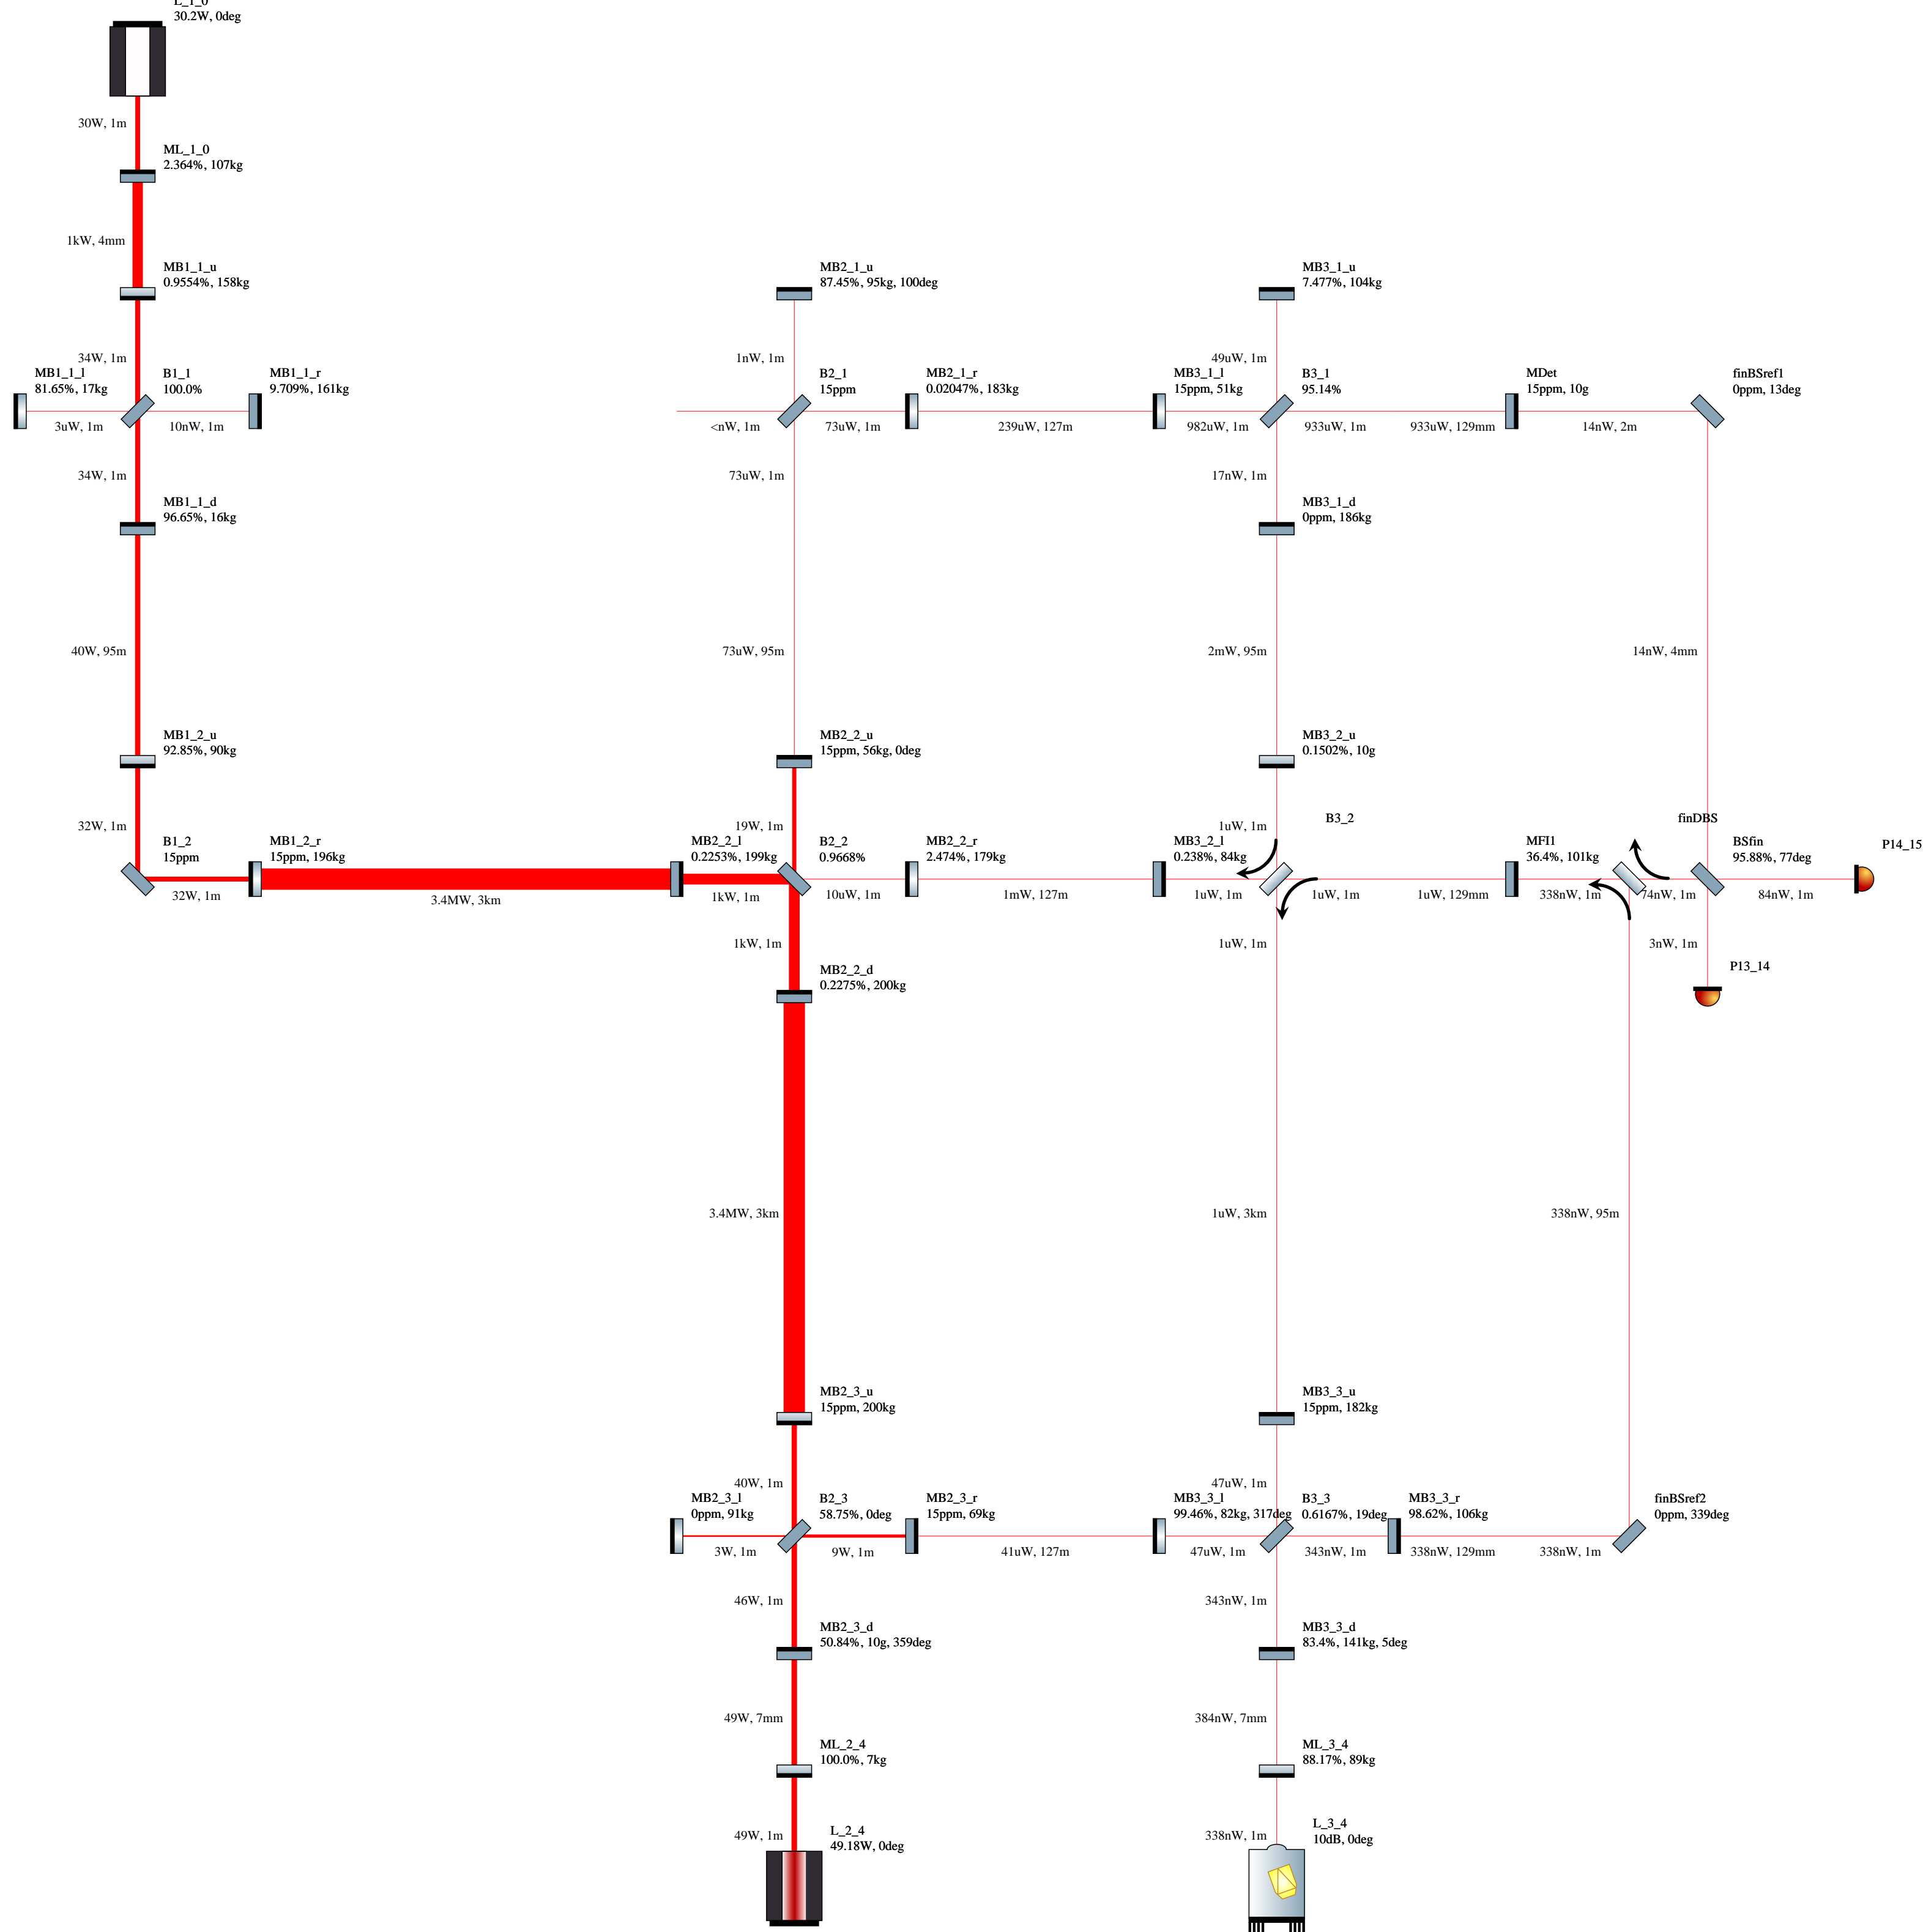 L_1_0
30.2W, 0deg
30W, 1m
ML_1_0
2.364%, 107kg
1kW, 4mm
MB1_1_u
0.9554%, 158kg
MB2_1_u
87.45%, 95kg, 100deg
MB3_1_u
7.477%, 104kg
34W, 1m
1nW, 1m
49uW, 1m
MB1_1_l
81.65%, 17kg
B1_1
100.0%
MB1_1_r
9.709%, 161kg
B2_1
15ppm
MB2_1_r
0.02047%, 183kg
MB3_1_l
15ppm, 51kg
B3_1
95.14%
MDet
15ppm, 10g
finBSref1
0ppm, 13deg
3uW, 1m
10nW, 1m
<nW, 1m
73uW, 1m
239uW, 127m
982uW, 1m
933uW, 1m
933uW, 129mm
14nW, 2m
34W, 1m
73uW, 1m
17nW, 1m
MB1_1_d
96.65%, 16kg
MB3_1_d
0ppm, 186kg
40W, 95m
73uW, 95m
2mW, 95m
14nW, 4mm
MB1_2_u
92.85%, 90kg
MB2_2_u
15ppm, 56kg, 0deg
MB3_2_u
0.1502%, 10g
32W, 1m
19W, 1m
1uW, 1m
B3_2
finDBS
B1_2
15ppm
MB1_2_r
15ppm, 196kg
MB2_2_l
0.2253%, 199kg
B2_2
0.9668%
MB2_2_r
2.474%, 179kg
MB3_2_l
0.238%, 84kg
MFI1
36.4%, 101kg
BSfin
95.88%, 77deg
P14_15
32W, 1m
3.4MW, 3km
1kW, 1m
10uW, 1m
1mW, 127m
1uW, 1m
1uW, 1m
1uW, 129mm
338nW, 1m
74nW, 1m
84nW, 1m
1kW, 1m
1uW, 1m
3nW, 1m
MB2_2_d
0.2275%, 200kg
P13_14
3.4MW, 3km
1uW, 3km
338nW, 95m
MB2_3_u
15ppm, 200kg
MB3_3_u
15ppm, 182kg
40W, 1m
47uW, 1m
MB2_3_l
0ppm, 91kg
B2_3
58.75%, 0deg
MB2_3_r
15ppm, 69kg
MB3_3_l
99.46%, 82kg, 317deg
B3_3
0.6167%, 19deg
MB3_3_r
98.62%, 106kg
finBSref2
0ppm, 339deg
3W, 1m
9W, 1m
41uW, 127m
47uW, 1m
343nW, 1m
338nW, 129mm
338nW, 1m
46W, 1m
343nW, 1m
MB2_3_d
50.84%, 10g, 359deg
MB3_3_d
83.4%, 141kg, 5deg
49W, 7mm
384nW, 7mm
ML_2_4
100.0%, 7kg
ML_3_4
88.17%, 89kg
49W, 1m
L_2_4
49.18W, 0deg
338nW, 1m
L_3_4
10dB, 0deg